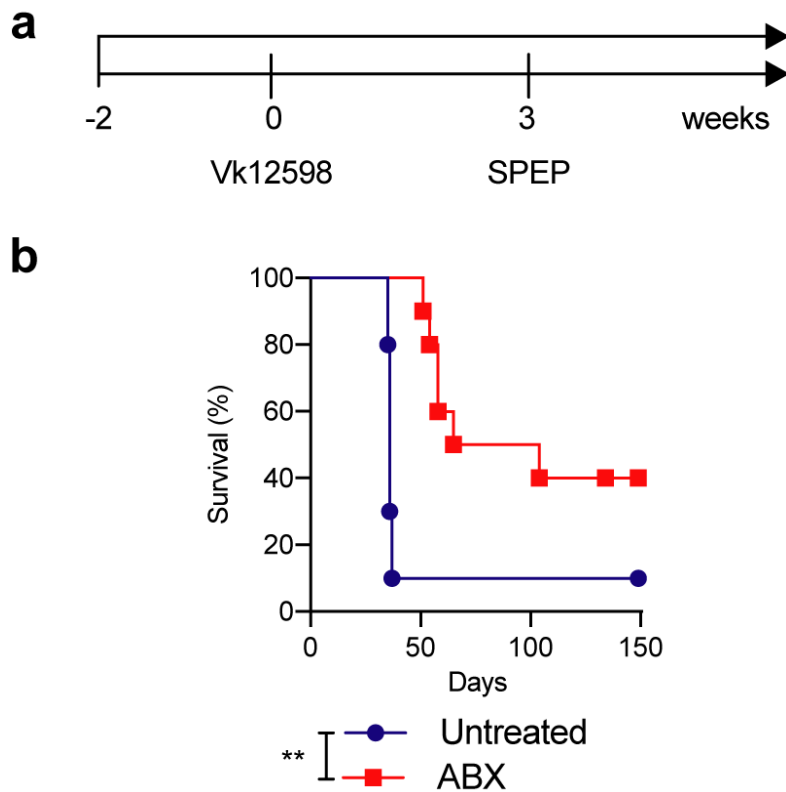 a
-2 0 3 weeks
Vk12598 SPEP
b
100
80
60
40
20
0
Survival (%)
0 50 100 150
Days
** Untreated
ABX